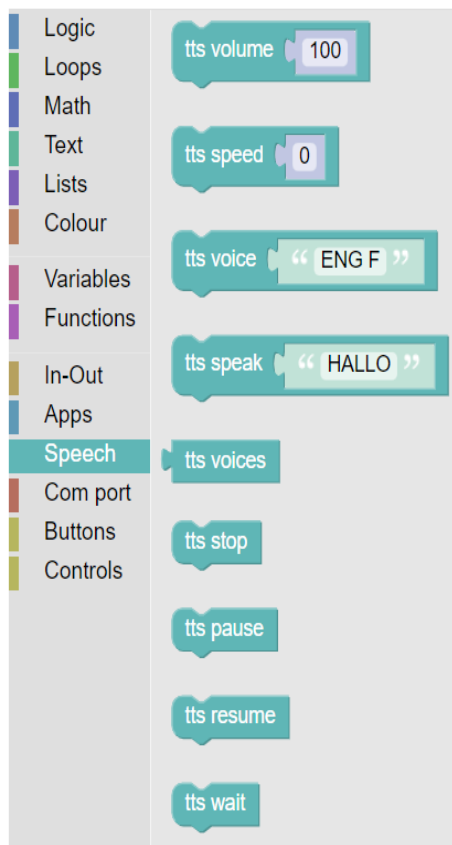 Logic
Loops
Math
Text
Lists
Colour
Variables
Functions
In-Out
Apps
Speech
Com port
Buttons
Controls
tts volume 100
tts speed 0
tts voice “ ENG F ”
tts speak “ HALLO ”
tts voices
tts stop
tts pause
tts resume
tts wait